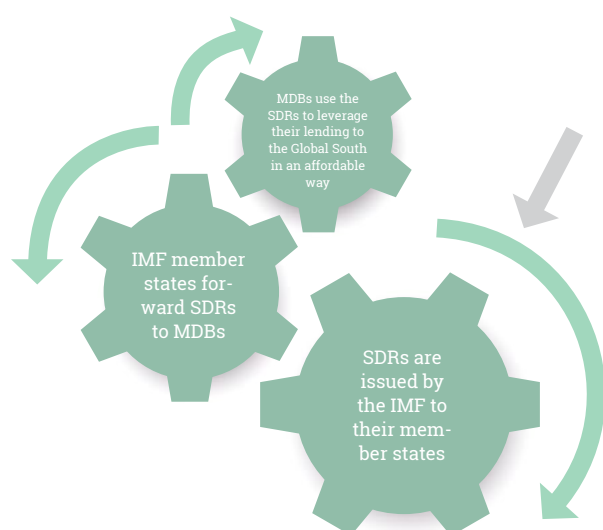 MDBs use the
SDRs to leverage
their lending to
the Global South
in an affordable
way
IMF member
states for-
ward SDRs
to MDBs
SDRs are
issued by
the IMF to
their mem-
ber states